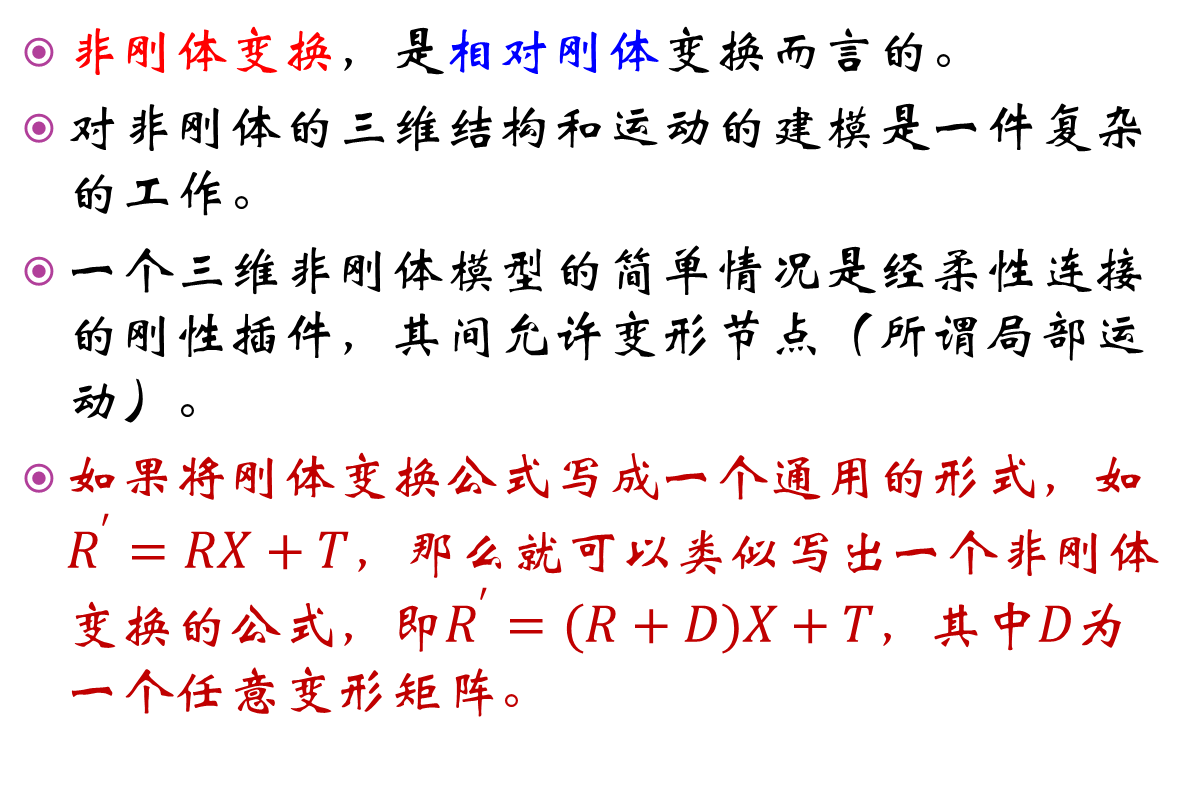 非刚体变换，是相对刚体变换而言的。
对非刚体的三维结构和运动的建模是一件复杂
的工作。
一个三维非刚体模型的简单情况是经柔性连接
的刚性插件，其间允许变形节点（所谓局部运
动）。
如果将刚体变换公式写成一个通用的形式，如
R′ = RX + T，那么就可以类似写出一个非刚体
变换的公式，即R′ = (R + D)X + T，其中D为
一个任意变形矩阵。